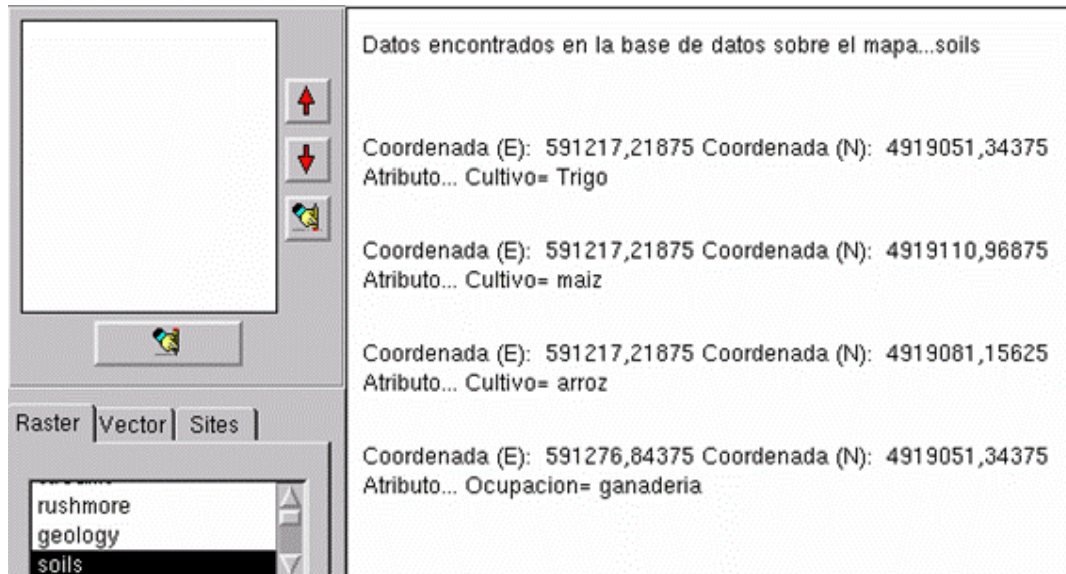 Datos encontrados en la base de datos sobre el mapa...soils
Coordenada (E): 591217,21875 Coordenada (N): 4919051,34375
Atributo... Cultivo= Trigo
Coordenada (E): 591217,21875 Coordenada (N): 4919110,96875
Atributo... Cultivo= maiz
Coordenada (E): 591217,21875 Coordenada (N): 4919081,15625
Atributo... Cultivo= arroz
Coordenada (E): 591276,84375 Coordenada (N): 4919051,34375
Atributo... Ocupacion= ganaderia
Raster Vector Sites
rushmore
geology
soils